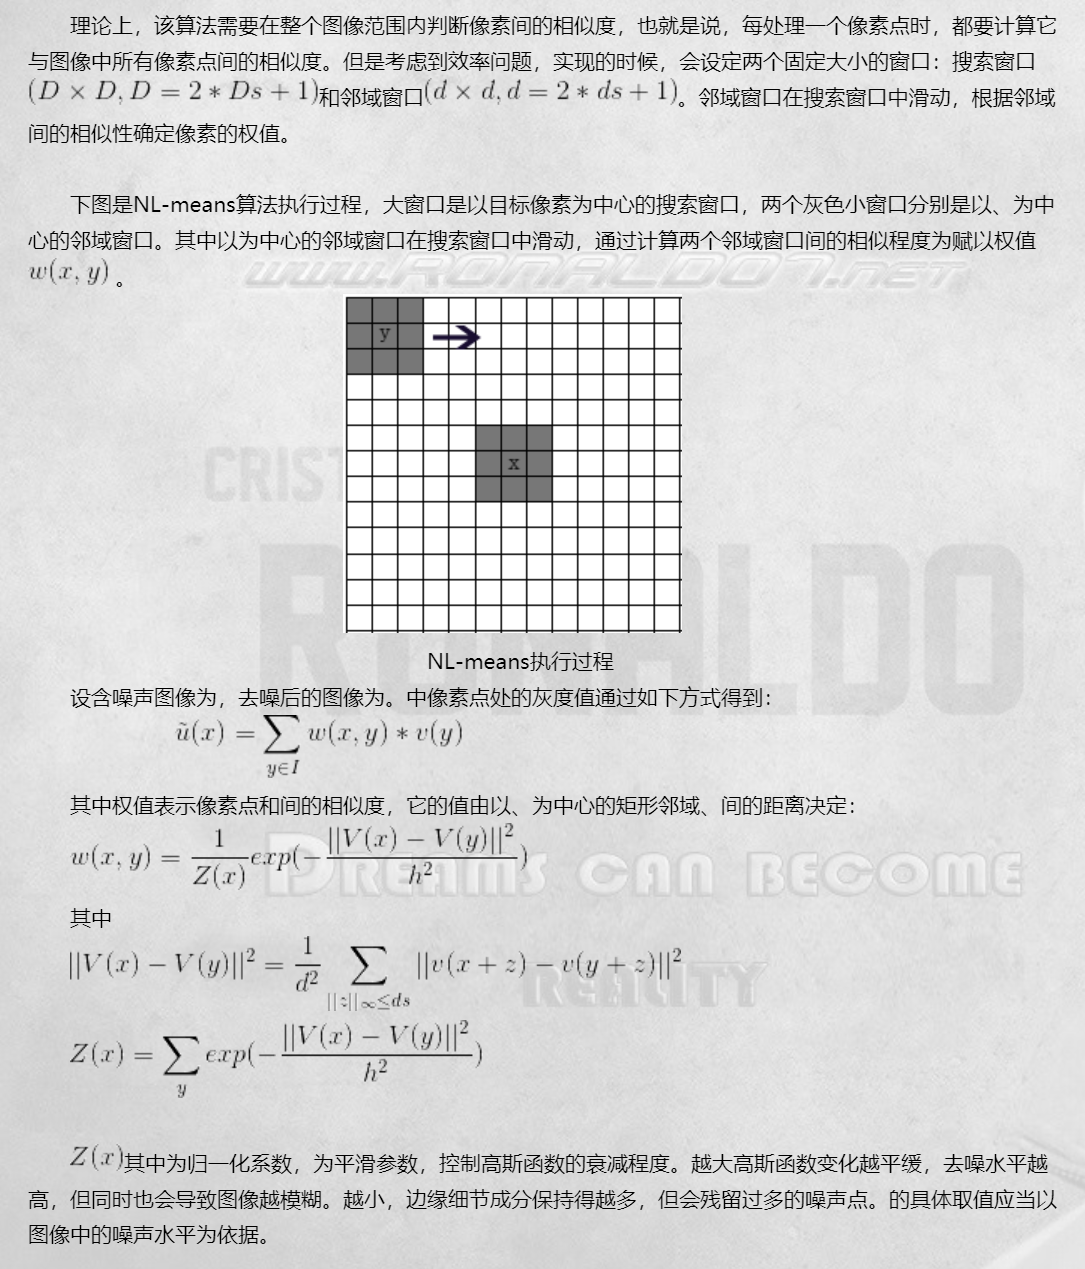 理论上，该算法需要在整个图像范围内判断像素间的相似度，也就是说，每处理一个像素点时，都要计算它
与图像中所有像素点间的相似度。但是考虑到效率问题，实现的时候，会设定两个固定大小的窗口：搜索窗口
(D × D, D = 2 * Ds + 1)和邻域窗口(d × d, d = 2 * ds + 1)。邻域窗口在搜索窗口中滑动，根据邻域
间的相似性确定像素的权值。
下图是NL-means算法执行过程，大窗口是以目标像素为中心的搜索窗口，两个灰色小窗口分别是以、为中
心的邻域窗口。其中以为中心的邻域窗口在搜索窗口中滑动，通过计算两个邻域窗口间的相似程度为赋以权值
w(x, y) 。
www.RONALDO7.NET
y
x
CRIST
RONALDO
NL-means执行过程
设含噪声图像为，去噪后的图像为。中像素点处的灰度值通过如下方式得到：
ũ(x) = ∑_{y∈I} w(x, y) * v(y)
其中权值表示像素点和间的相似度，它的值由以、为中心的矩形邻域、间的距离决定：
w(x, y) = \frac{1}{Z(x)} exp(-\frac{||V(x) - V(y)||^2}{h^2})
DREAMS CAN BECOME
其中
||V(x) - V(y)||^2 = \frac{1}{d^2} ∑_{||z||_∞≤ds} ||v(x + z) - v(y + z)||^2
REALITY
Z(x) = ∑_y exp(-\frac{||V(x) - V(y)||^2}{h^2})
Z(x)其中为归一化系数，为平滑参数，控制高斯函数的衰减程度。越大高斯函数变化越平缓，去噪水平越
高，但同时也会导致图像越模糊。越小，边缘细节成分保持得越多，但会残留过多的噪声点。的具体取值应当以
图像中的噪声水平为依据。